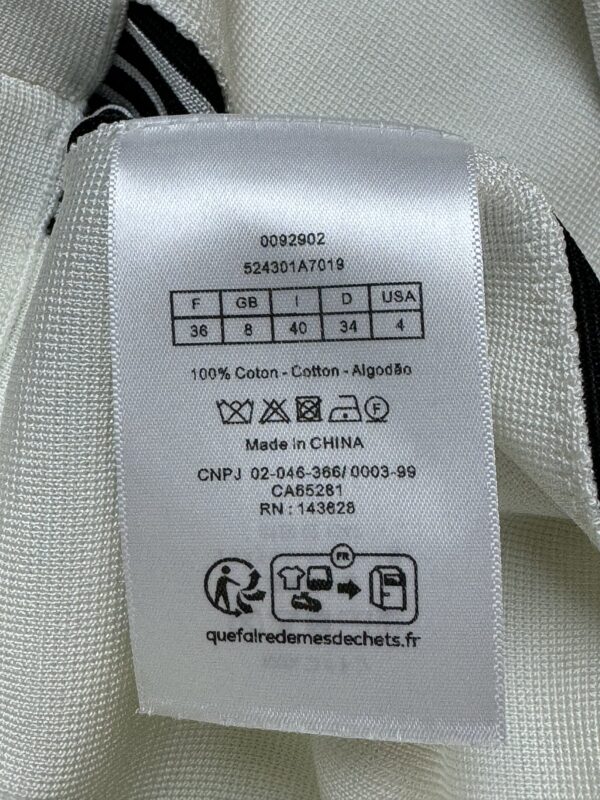 0092902
524301A7019
F GB I D USA
36 8 40 34 4
100% Coton - Cotton - Algodão
F
Made in CHINA
CNPJ 02-046-366/ 0003-99
CA65281
RN : 143628
FR
quefairedemesdechets.fr